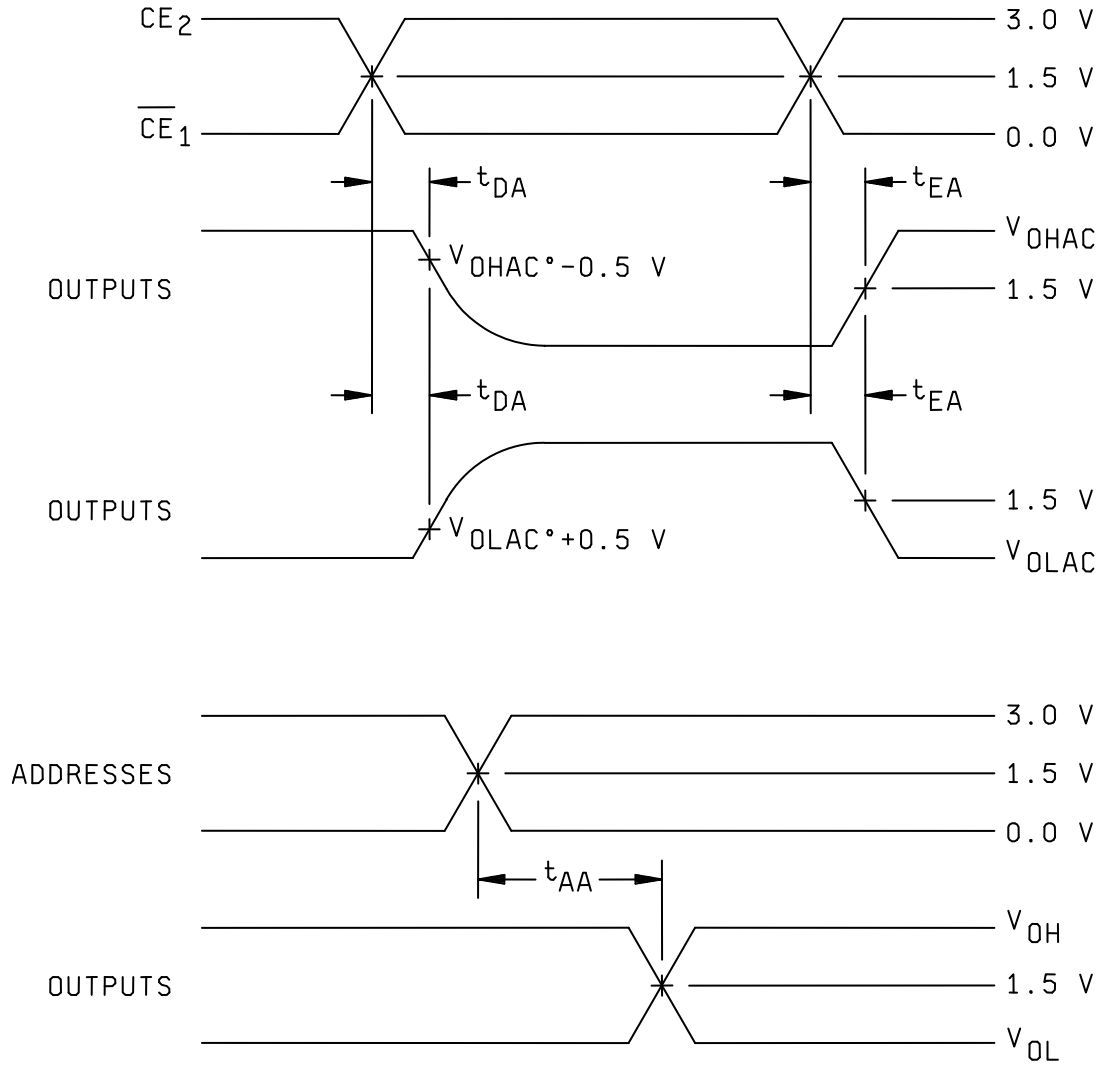 CE2 3.0 V
1.5 V
C̅E̅1 0.0 V
tDA tEA
VOHAC
VOHAC°-0.5 V
OUTPUTS 1.5 V
tDA tEA
OUTPUTS 1.5 V
VOLAC°+0.5 V
VOLAC
3.0 V
ADDRESSES 1.5 V
0.0 V
tAA
VOH
OUTPUTS 1.5 V
VOL